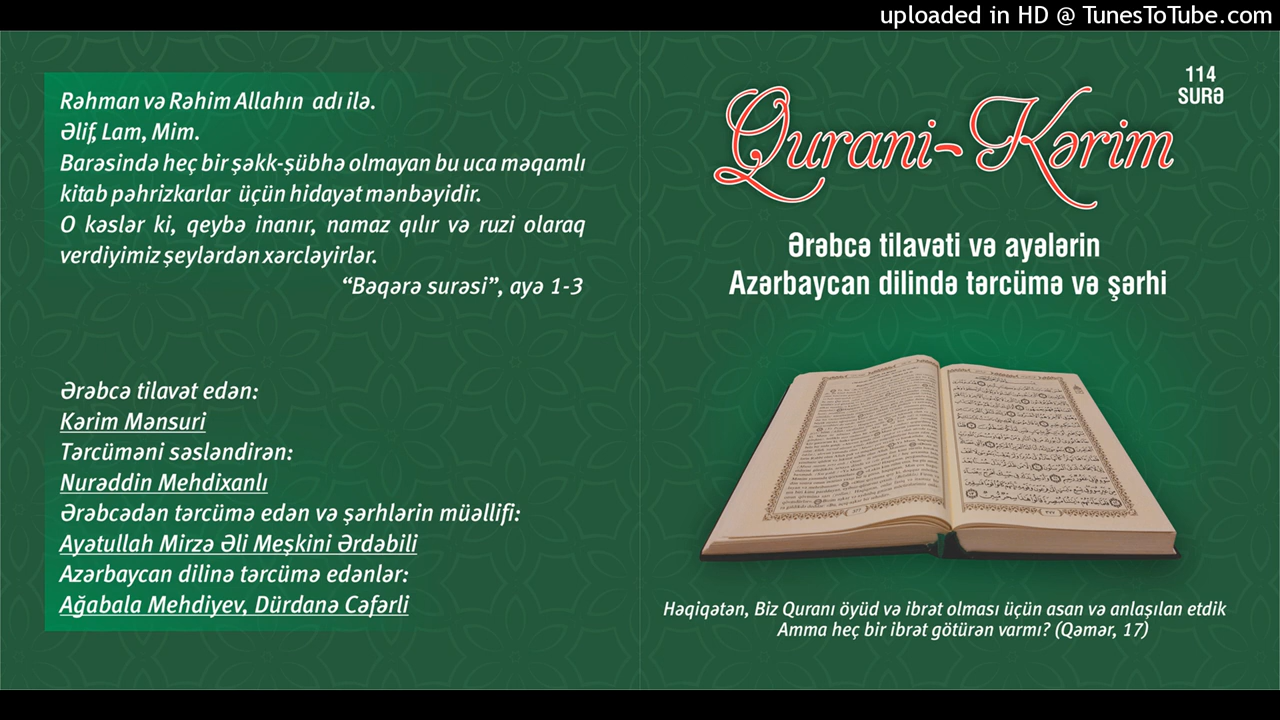 uploaded in HD @ TunesToTube.com
Rəhman və Rəhim Allahın adı ilə.
Əlif, Lam, Mim.
Barəsində heç bir şəkk-şübhə olmayan bu uca məqamlı
kitab pəhrizkarlar üçün hidayət mənbəyidir.
O kəslər ki, qeybə inanır, namaz qılır və ruzi olaraq
verdiyimiz şeylərdən xərcləyirlər.
“Bəqərə surəsi”, ayə 1-3
Ərəbcə tilavət edən:
Kərim Mənsuri
Tərcüməni səsləndirən:
Nurəddin Mehdixanlı
Ərəbcədən tərcümə edən və şərhlərin müəllifi:
Ayətullah Mirzə Əli Meşkini Ərdəbili
Azərbaycan dilinə tərcümə edənlər:
Ağabala Mehdiyev, Dürdanə Cəfərli
114
SURƏ
Qurani-Kərim
Ərəbcə tilavəti və ayələrin
Azərbaycan dilində tərcümə və şərhi
Həqiqətən, Biz Quranı öyüd və ibrət olması üçün asan və anlaşılan etdik
Amma heç bir ibrət götürən varmı? (Qəmər, 17)